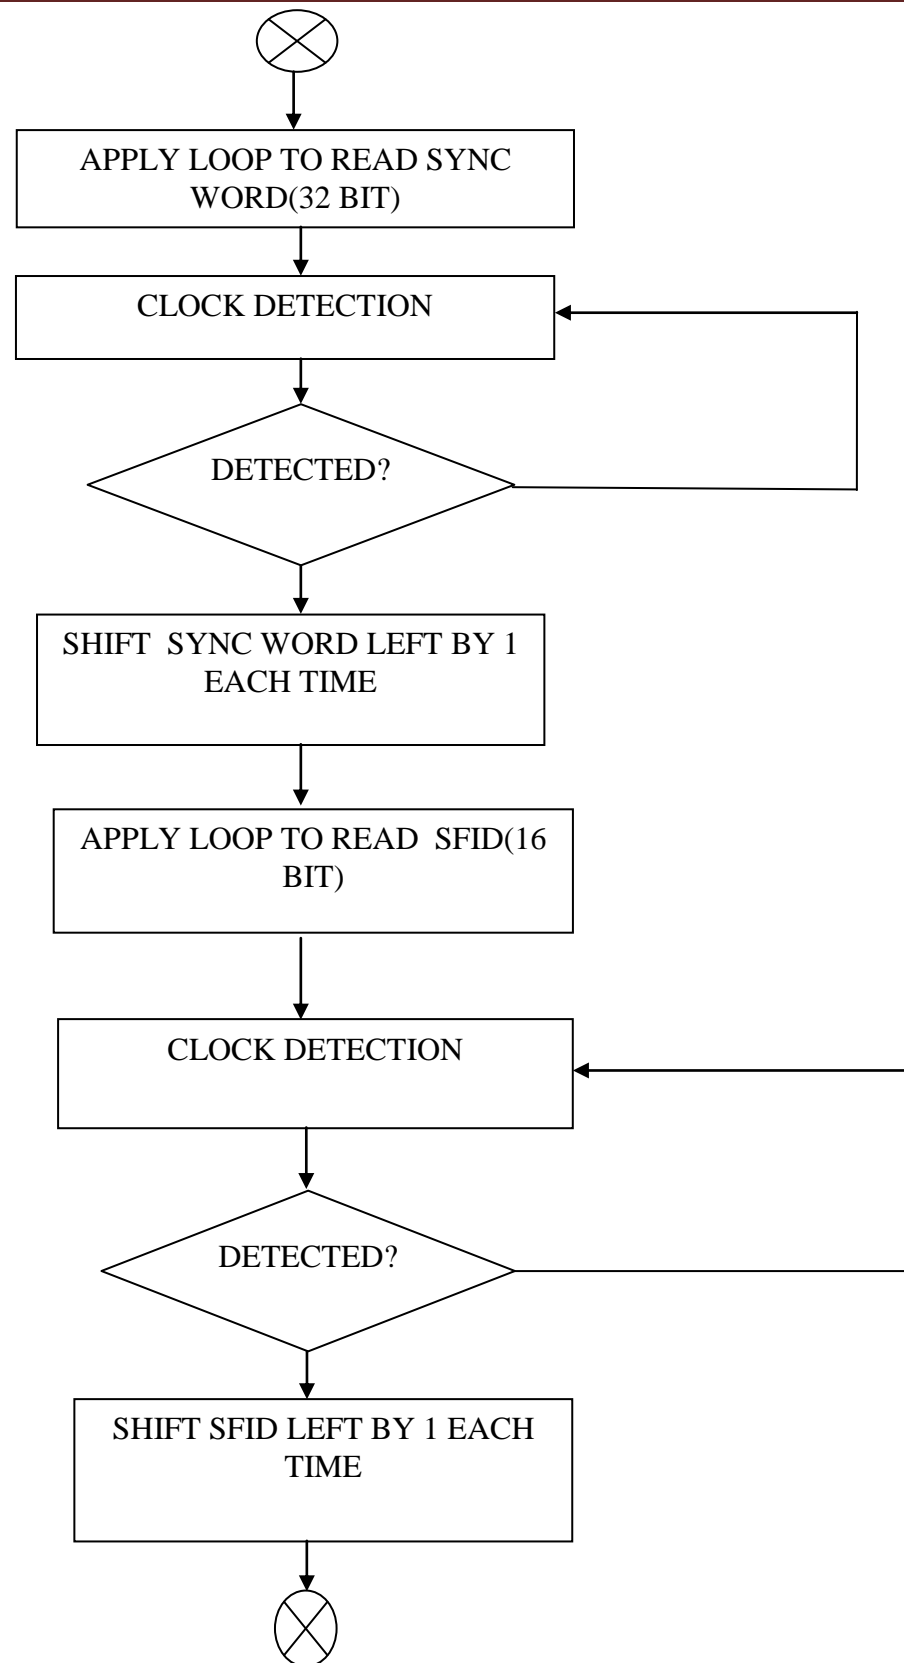 APPLY LOOP TO READ SYNC
WORD(32 BIT)
CLOCK DETECTION
DETECTED?
SHIFT  SYNC WORD LEFT BY 1
EACH TIME
APPLY LOOP TO READ  SFID(16
BIT)
CLOCK DETECTION
DETECTED?
SHIFT SFID LEFT BY 1 EACH
TIME